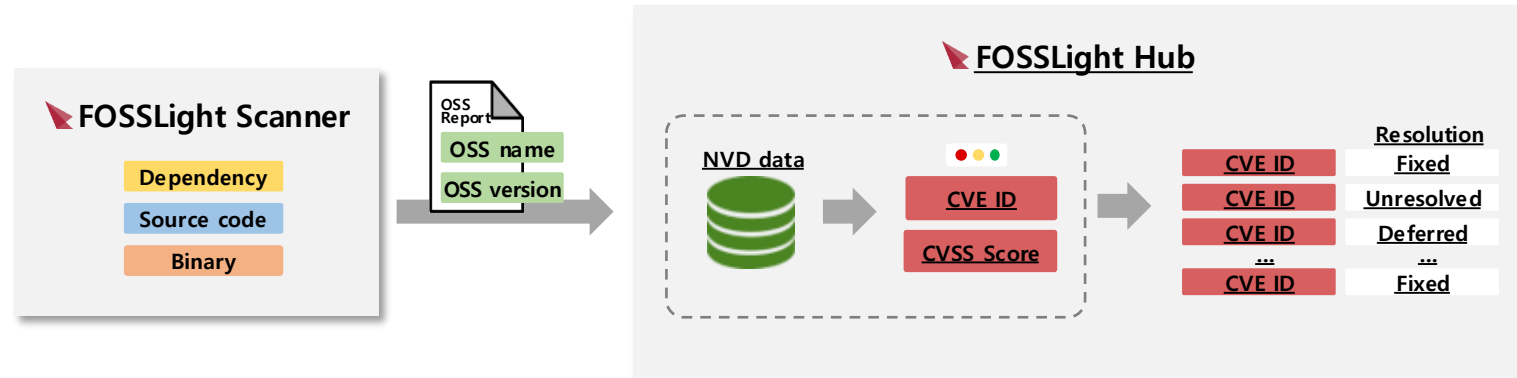 FOSSLight Scanner
Dependency
Source code
Binary
OSS
Report
OSS name
OSS version
FOSSLight Hub
NVD data
CVE ID
CVSS Score
Resolution
CVE ID Fixed
CVE ID Unresolved
CVE ID Deferred
... ...
CVE ID Fixed